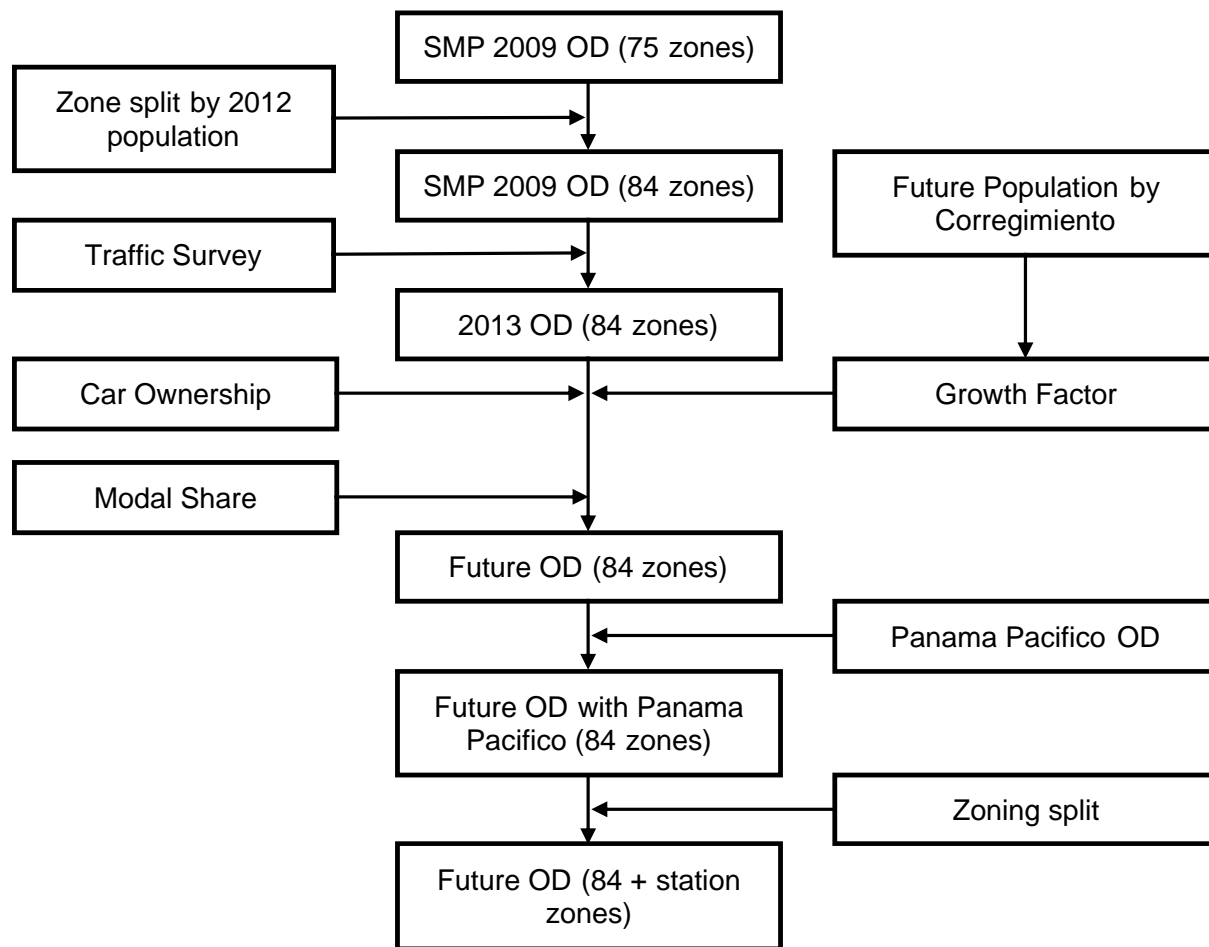 SMP 2009 OD (75 zones)
Zone split by 2012
population
SMP 2009 OD (84 zones)
Future Population by
Corregimiento
Traffic Survey
2013 OD (84 zones)
Car Ownership
Growth Factor
Modal Share
Future OD (84 zones)
Panama Pacifico OD
Future OD with Panama
Pacifico (84 zones)
Zoning split
Future OD (84 + station
zones)